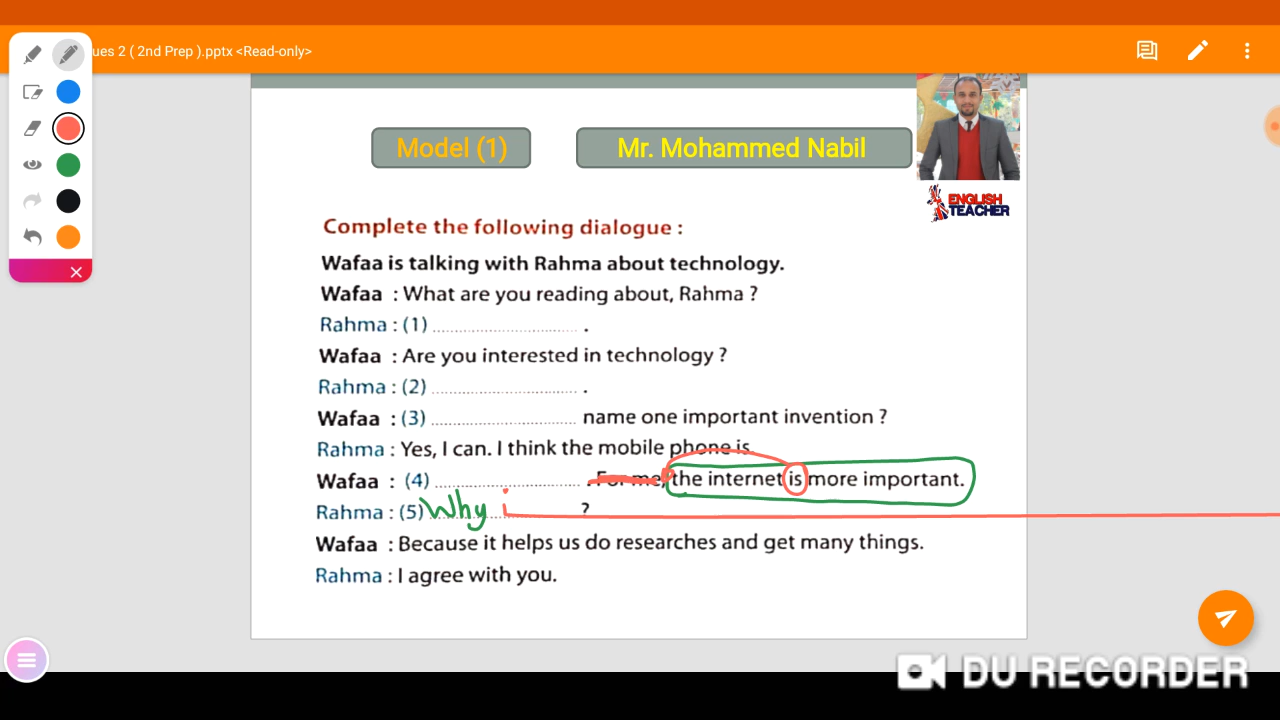 ues 2 ( 2nd Prep ).pptx <Read-only>
Model (1)
Mr. Mohammed Nabil
ENGLISH
TEACHER
Complete the following dialogue :
Wafaa is talking with Rahma about technology.
Wafaa : What are you reading about, Rahma ?
Rahma : (1) .............................. .
Wafaa : Are you interested in technology ?
Rahma : (2) .............................. .
Wafaa : (3) .............................. name one important invention ?
Rahma : Yes, I can. I think the mobile phone is.
Wafaa : (4) .............................. . For me, the internet is more important.
Rahma : (5) Why i .............................. ?
Wafaa : Because it helps us do researches and get many things.
Rahma : I agree with you.
DU RECORDER